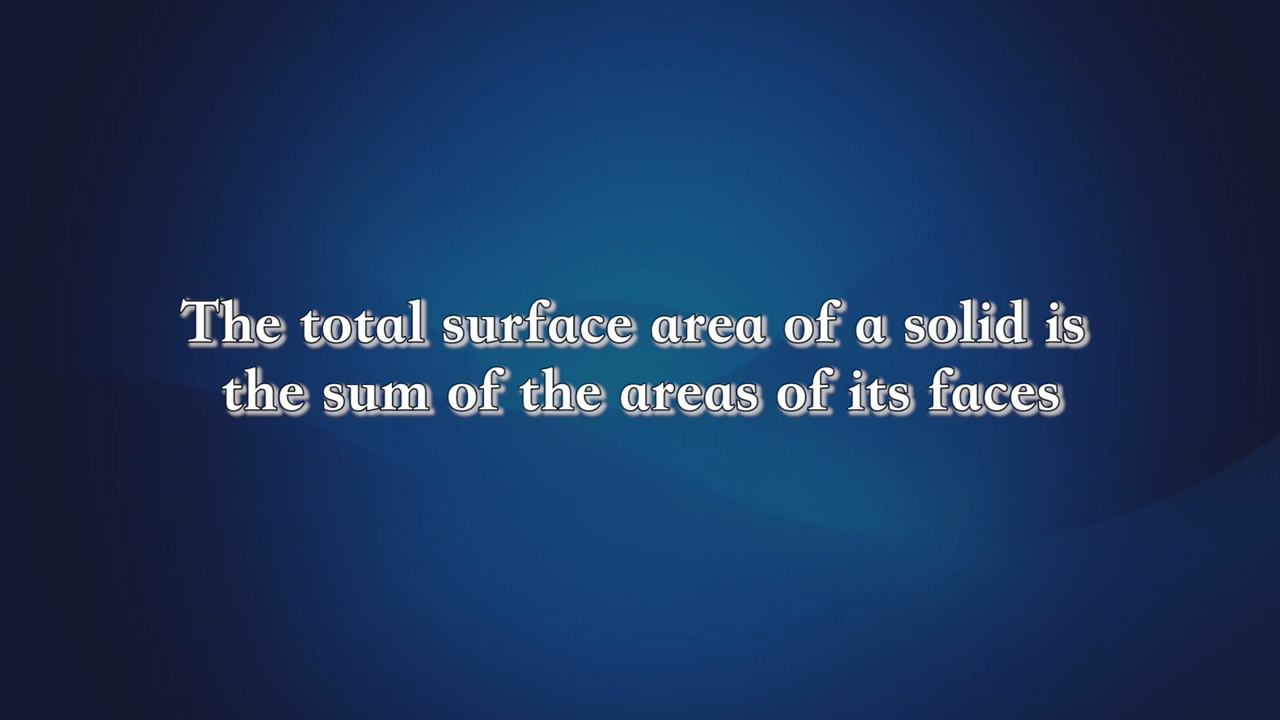 The total surface area of a solid is
the sum of the areas of its faces